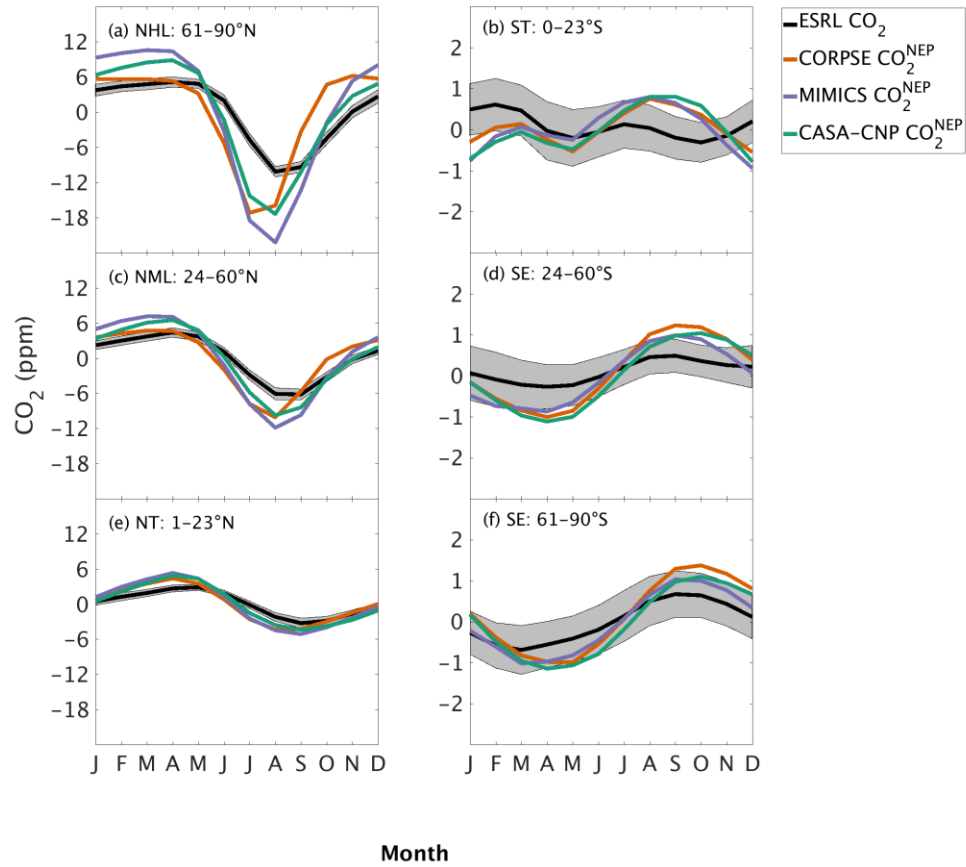 (a) NHL: 61–90°N
12
6
0
−6
−12
−18
(b) ST: 0–23°S
2
1
0
−1
−2
ESRL CO₂
CORPSE CO₂ᴺᴱᴾ
MIMICS CO₂ᴺᴱᴾ
CASA–CNP CO₂ᴺᴱᴾ
(c) NML: 24–60°N
12
6
0
−6
−12
−18
CO₂ (ppm)
(d) SE: 24–60°S
2
1
0
−1
−2
(e) NT: 1–23°N
12
6
0
−6
−12
−18
J F M A M J J A S O N D
(f) SE: 61–90°S
2
1
0
−1
−2
J F M A M J J A S O N D
Month